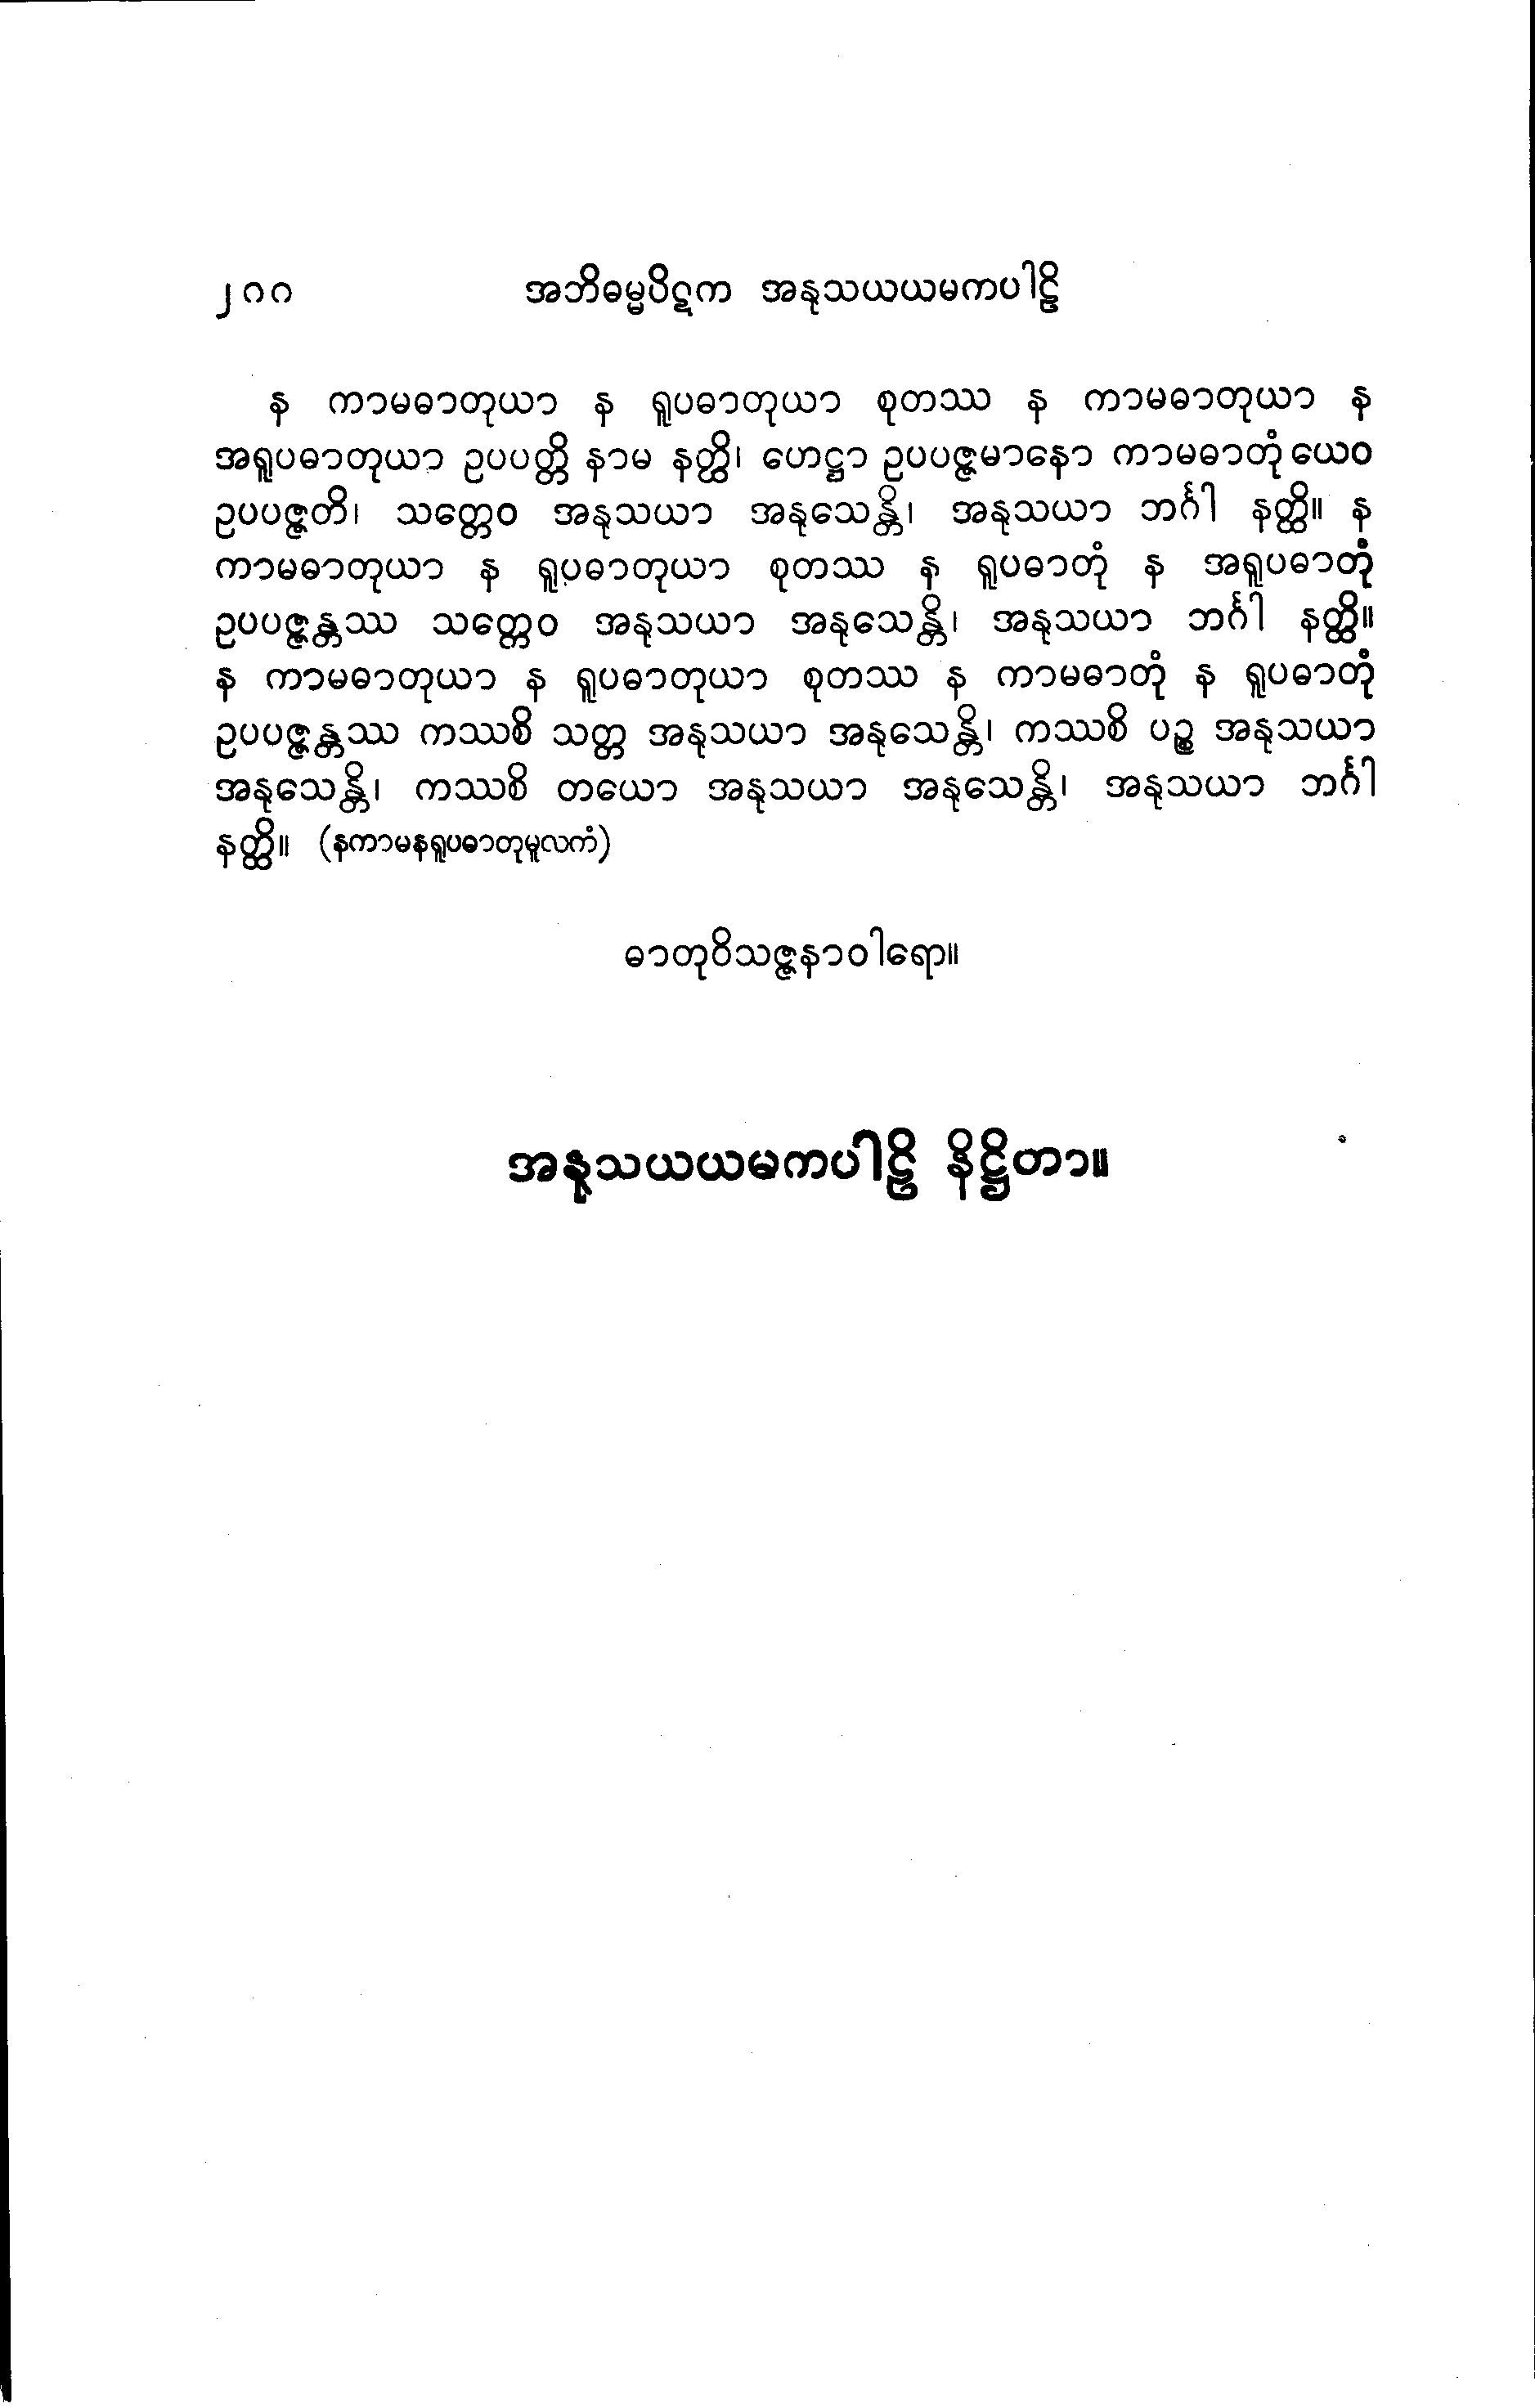 ၂၀၀ အဘိဓမ္မပိဋက အနုသယယမကပါဠိ
န ကာမဓာတုယာ န ရူပဓာတုယာ စုတဿ န ကာမဓာတုယာ န
အရူပဓာတုယာ ဥပပတ္တိ နာမ နတ္ထိ၊ ဟေဋ္ဌာ ဥပပဇ္ဇမာနော ကာမဓာတုံ ယေဝ
ဥပပဇ္ဇတိ၊ သတ္တေဝ အနုသယာ အနုသေန္တိ၊ အနုသယာ ဘင်္ဂါ နတ္ထိ။ န
ကာမဓာတုယာ န ရူပဓာတုယာ စုတဿ န ရူပဓာတုံ န အရူပဓာတုံ
ဥပပဇ္ဇန္တဿ သတ္တေဝ အနုသယာ အနုသေန္တိ၊ အနုသယာ ဘင်္ဂါ နတ္ထိ။
န ကာမဓာတုယာ န ရူပဓာတုယာ စုတဿ န ကာမဓာတုံ န ရူပဓာတုံ
ဥပပဇ္ဇန္တဿ ကဿစိ သတ္တ အနုသယာ အနုသေန္တိ၊ ကဿစိ ပဉ္စ အနုသယာ
အနုသေန္တိ၊ ကဿစိ တယော အနုသယာ အနုသေန္တိ၊ အနုသယာ ဘင်္ဂါ
နတ္ထိ။ (နကာမနရူပဓာတုမူလကံ)
ဓာတုဝိသဇ္ဇနာဝါရော။
အနုသယယမကပါဠိ နိဋ္ဌိတာ။